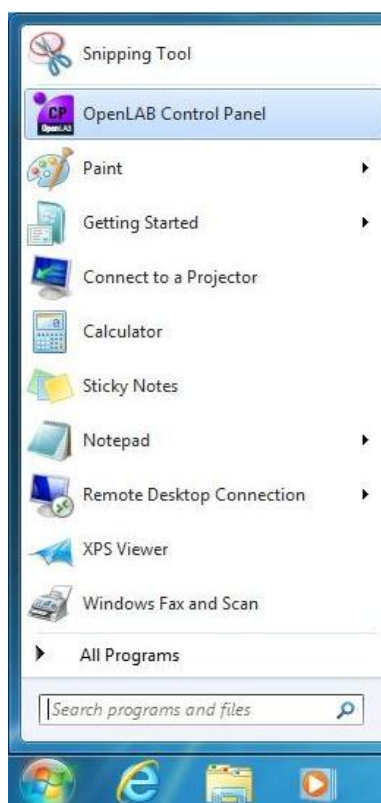 Snipping Tool
CP
OpenLAB
OpenLAB Control Panel
Paint
Getting Started
Connect to a Projector
Calculator
Sticky Notes
Notepad
Remote Desktop Connection
XPS Viewer
Windows Fax and Scan
All Programs
Search programs and files